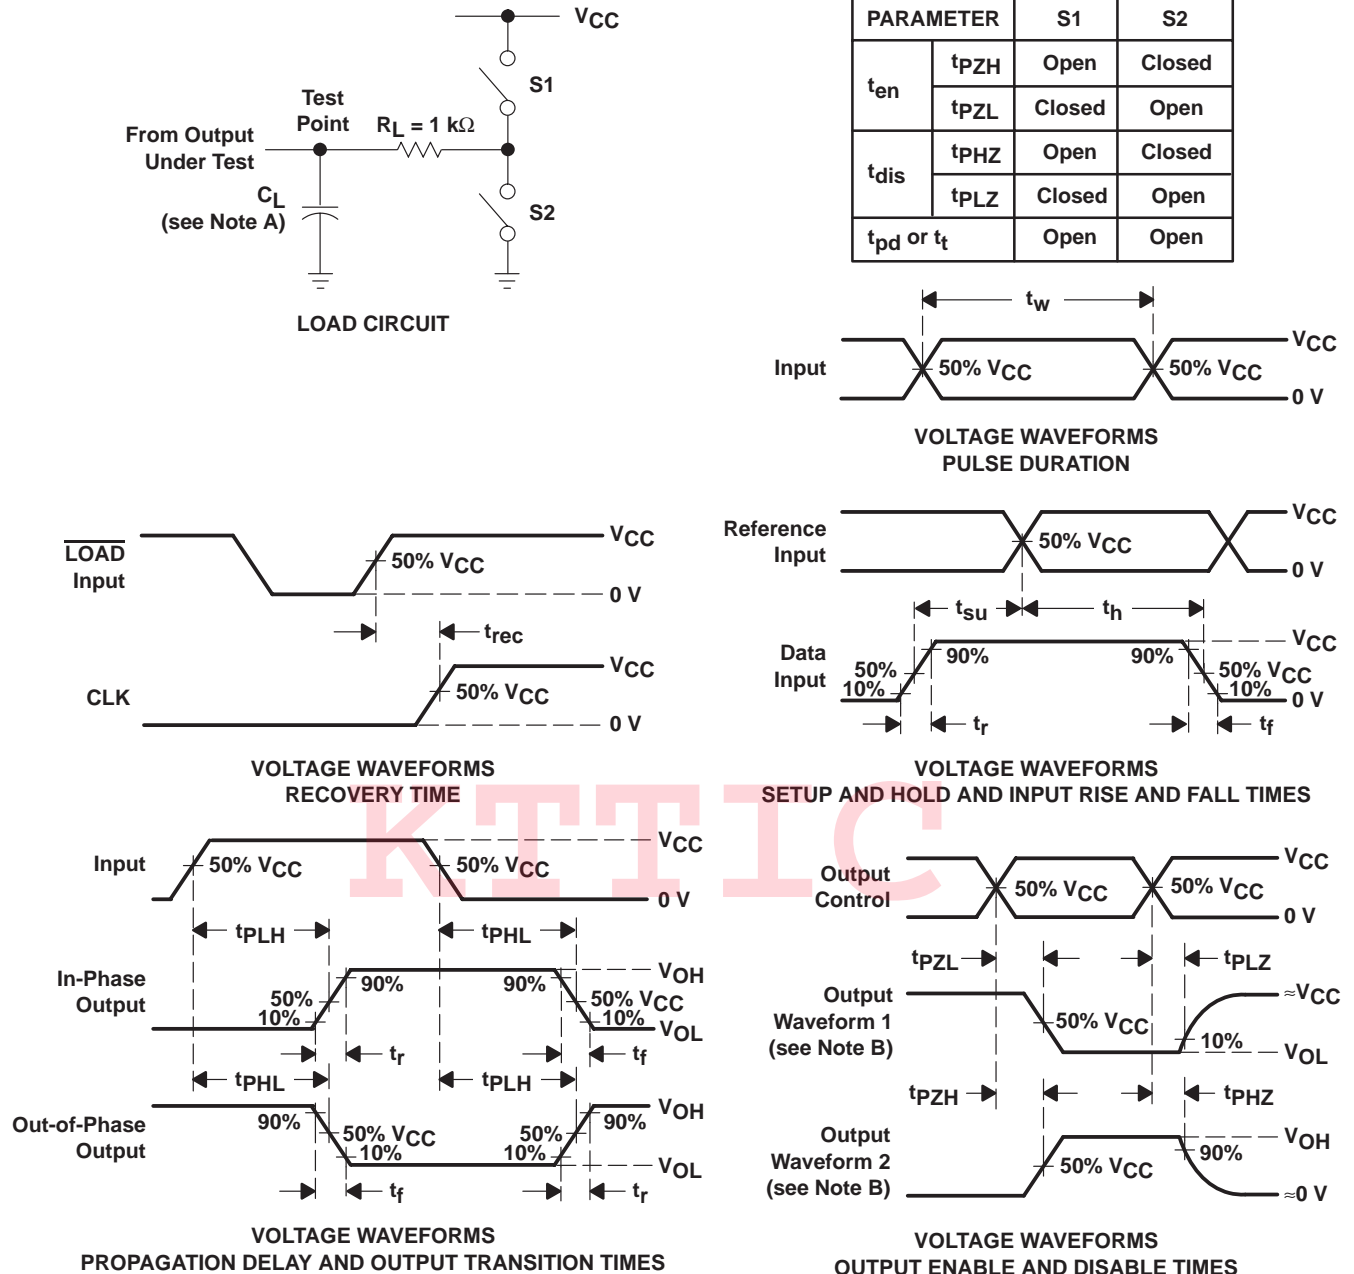 VCC
S1
Test
Point
RL = 1 kΩ
From Output
Under Test
CL
(see Note A)
S2
LOAD CIRCUIT
PARAMETER S1 S2
ten tPZH Open Closed
tPZL Closed Open
tdis tPHZ Open Closed
tPLZ Closed Open
tpd or tt Open Open
tw
Input
50% VCC
50% VCC
VCC
0 V
VOLTAGE WAVEFORMS
PULSE DURATION
LOAD
Input
50% VCC
VCC
0 V
trec
CLK
50% VCC
VCC
0 V
VOLTAGE WAVEFORMS
RECOVERY TIME
Reference
Input
50% VCC
VCC
0 V
tsu
th
Data
Input
50%
10%
90%
90%
VCC
50% VCC
10%
0 V
tr
tf
VOLTAGE WAVEFORMS
SETUP AND HOLD AND INPUT RISE AND FALL TIMES
KTTIC
Input
50% VCC
50% VCC
VCC
0 V
tPLH
tPHL
In-Phase
Output
50%
10%
90%
90%
VOH
50% VCC
10%
VOL
tr
tf
tPHL
tPLH
Out-of-Phase
Output
90%
50% VCC
10%
50%
10%
VOH
90%
VOL
tf
tr
VOLTAGE WAVEFORMS
PROPAGATION DELAY AND OUTPUT TRANSITION TIMES
Output
Control
50% VCC
50% VCC
VCC
0 V
tPZL
tPLZ
Output
Waveform 1
(see Note B)
50% VCC
≈VCC
10%
VOL
tPZH
tPHZ
Output
Waveform 2
(see Note B)
50% VCC
VOH
90%
≈0 V
VOLTAGE WAVEFORMS
OUTPUT ENABLE AND DISABLE TIMES